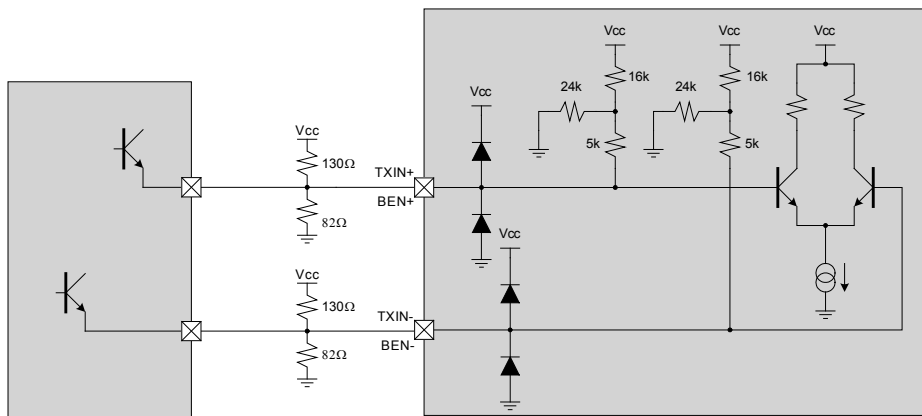 Vcc
Vcc
Vcc
16k
16k
24k
24k
Vcc
5k
5k
Vcc
130Ω
TXIN+
BEN+
82Ω
Vcc
Vcc
130Ω
TXIN-
BEN-
82Ω